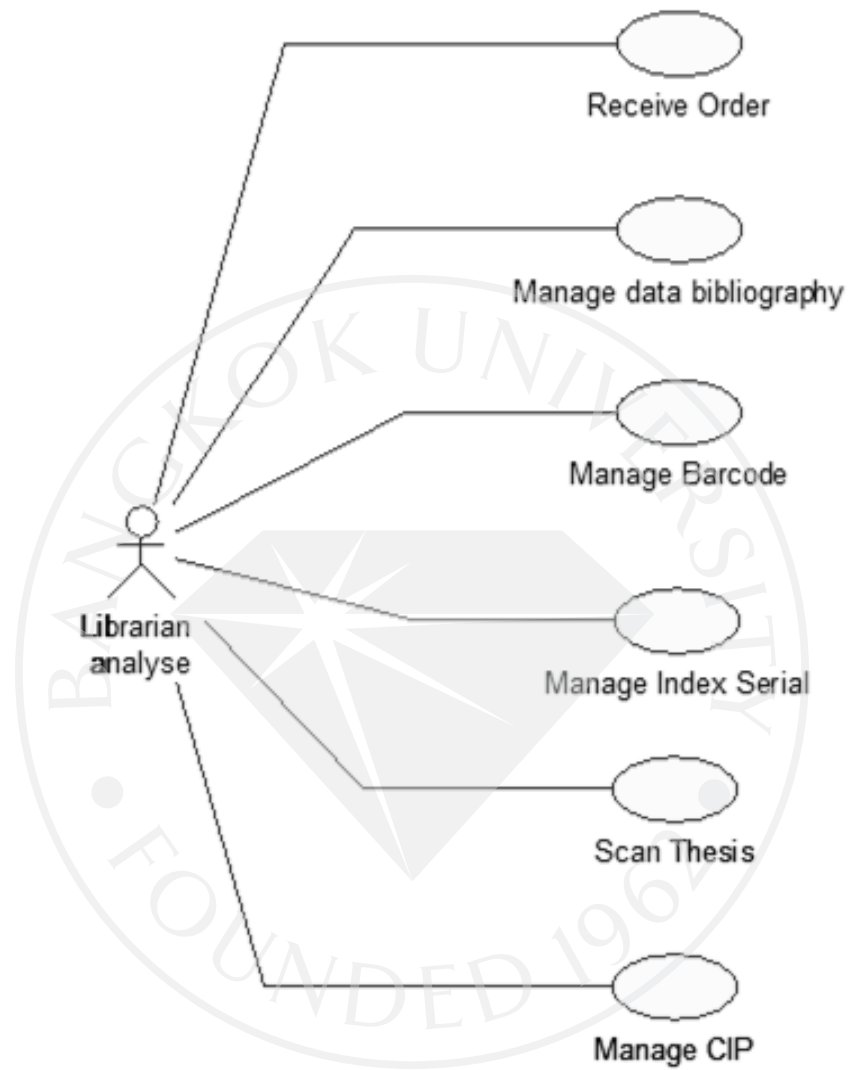 Receive Order
Manage data bibliography
Manage Barcode
Librarian
analyse
Manage Index Serial
Scan Thesis
Manage CIP
BANGKOK UNIVERSITY
FOUNDED 1962